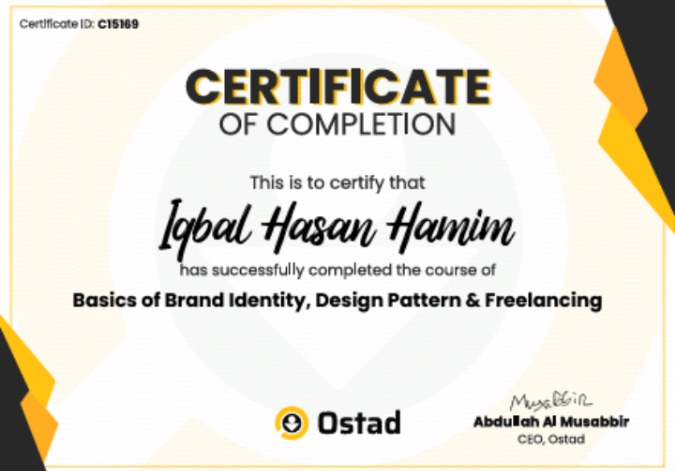 Certificate ID: C15169
CERTIFICATE
OF COMPLETION
This is to certify that
Iqbal Hasan Hamim
has successfully completed the course of
Basics of Brand Identity, Design Pattern & Freelancing
Ostad
Musabbir
Abdullah Al Musabbir
CEO, Ostad